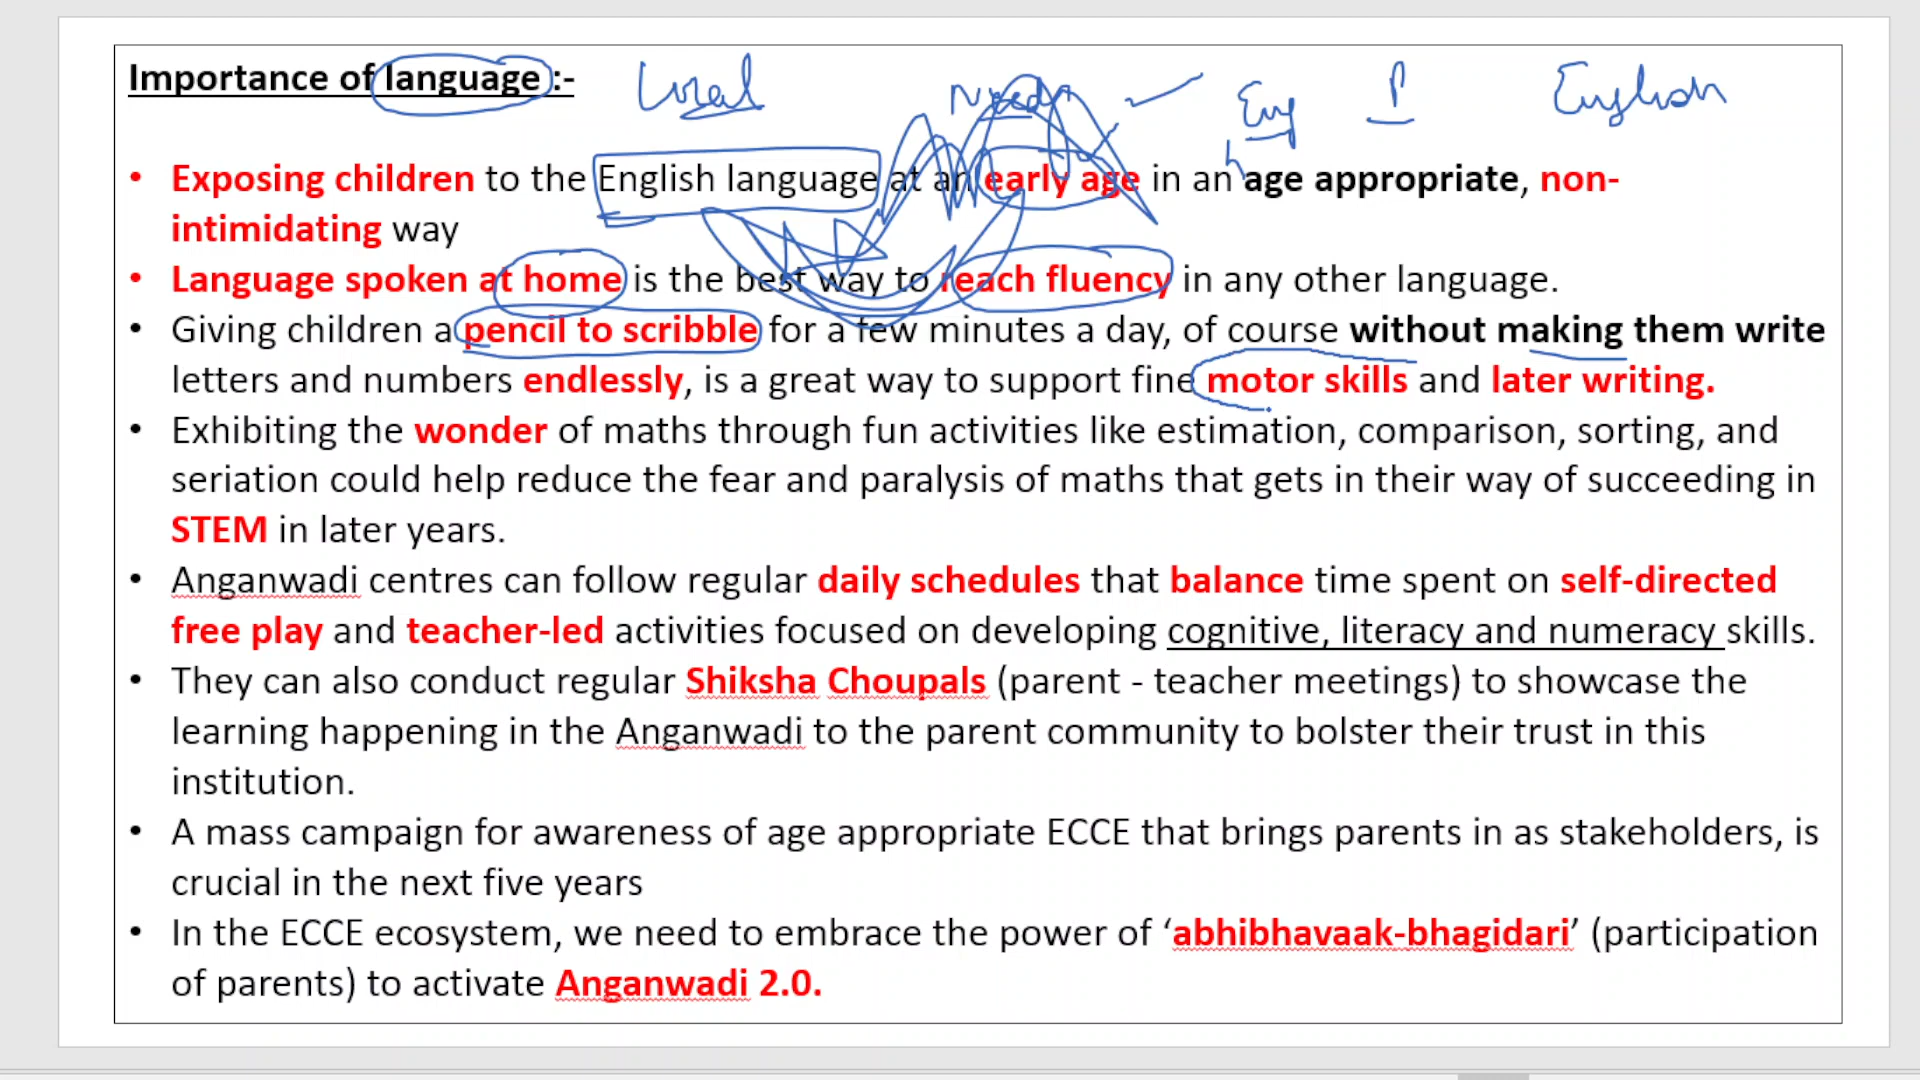 Importance of language :-
Local Need Eng P English
• Exposing children to the English language at an early age in an age appropriate, non-
intimidating way
• Language spoken at home is the best way to reach fluency in any other language.
• Giving children a pencil to scribble for a few minutes a day, of course without making them write
letters and numbers endlessly, is a great way to support fine motor skills and later writing.
• Exhibiting the wonder of maths through fun activities like estimation, comparison, sorting, and
seriation could help reduce the fear and paralysis of maths that gets in their way of succeeding in
STEM in later years.
• Anganwadi centres can follow regular daily schedules that balance time spent on self-directed
free play and teacher-led activities focused on developing cognitive, literacy and numeracy skills.
• They can also conduct regular Shiksha Choupals (parent - teacher meetings) to showcase the
learning happening in the Anganwadi to the parent community to bolster their trust in this
institution.
• A mass campaign for awareness of age appropriate ECCE that brings parents in as stakeholders, is
crucial in the next five years
• In the ECCE ecosystem, we need to embrace the power of ‘abhibhavaak-bhagidari’ (participation
of parents) to activate Anganwadi 2.0.